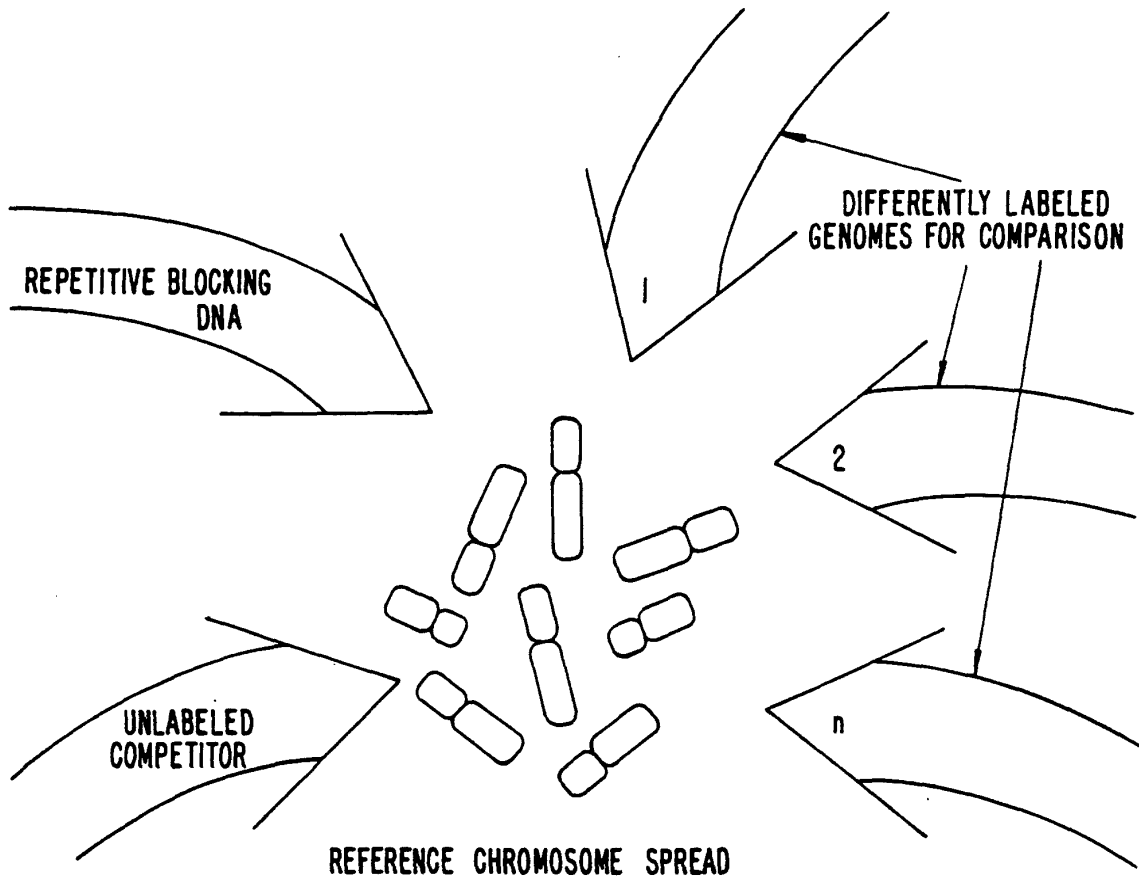 DIFFERENTLY LABELED
GENOMES FOR COMPARISON
REPETITIVE BLOCKING
DNA
1
2
UNLABELED
COMPETITOR
n
REFERENCE CHROMOSOME SPREAD